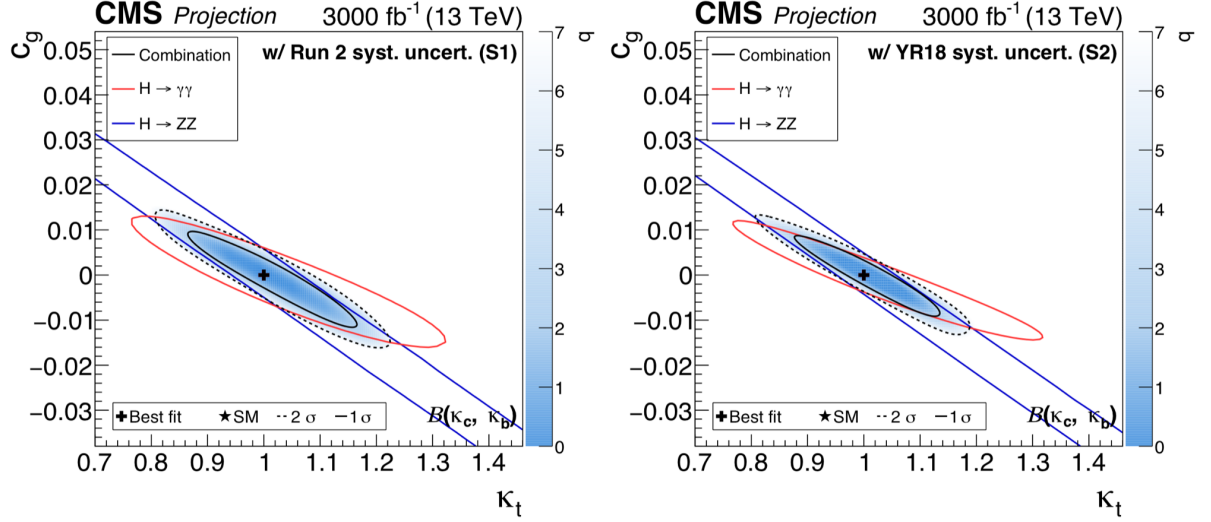 CMS Projection 3000 fb⁻¹ (13 TeV)
w/ Run 2 syst. uncert. (S1)
Combination
H → γγ
H → ZZ
c_g
0.05
0.04
0.03
0.02
0.01
0
−0.01
−0.02
−0.03
Best fit ★SM -- 2 σ — 1 σ
B(κ_c, κ_b)
0.7 0.8 0.9 1 1.1 1.2 1.3 1.4
κ_t
q
7
6
5
4
3
2
1
0
CMS Projection 3000 fb⁻¹ (13 TeV)
w/ YR18 syst. uncert. (S2)
Combination
H → γγ
H → ZZ
c_g
0.05
0.04
0.03
0.02
0.01
0
−0.01
−0.02
−0.03
Best fit ★SM -- 2 σ — 1 σ
B(κ_c, κ_b)
0.7 0.8 0.9 1 1.1 1.2 1.3 1.4
κ_t
q
7
6
5
4
3
2
1
0